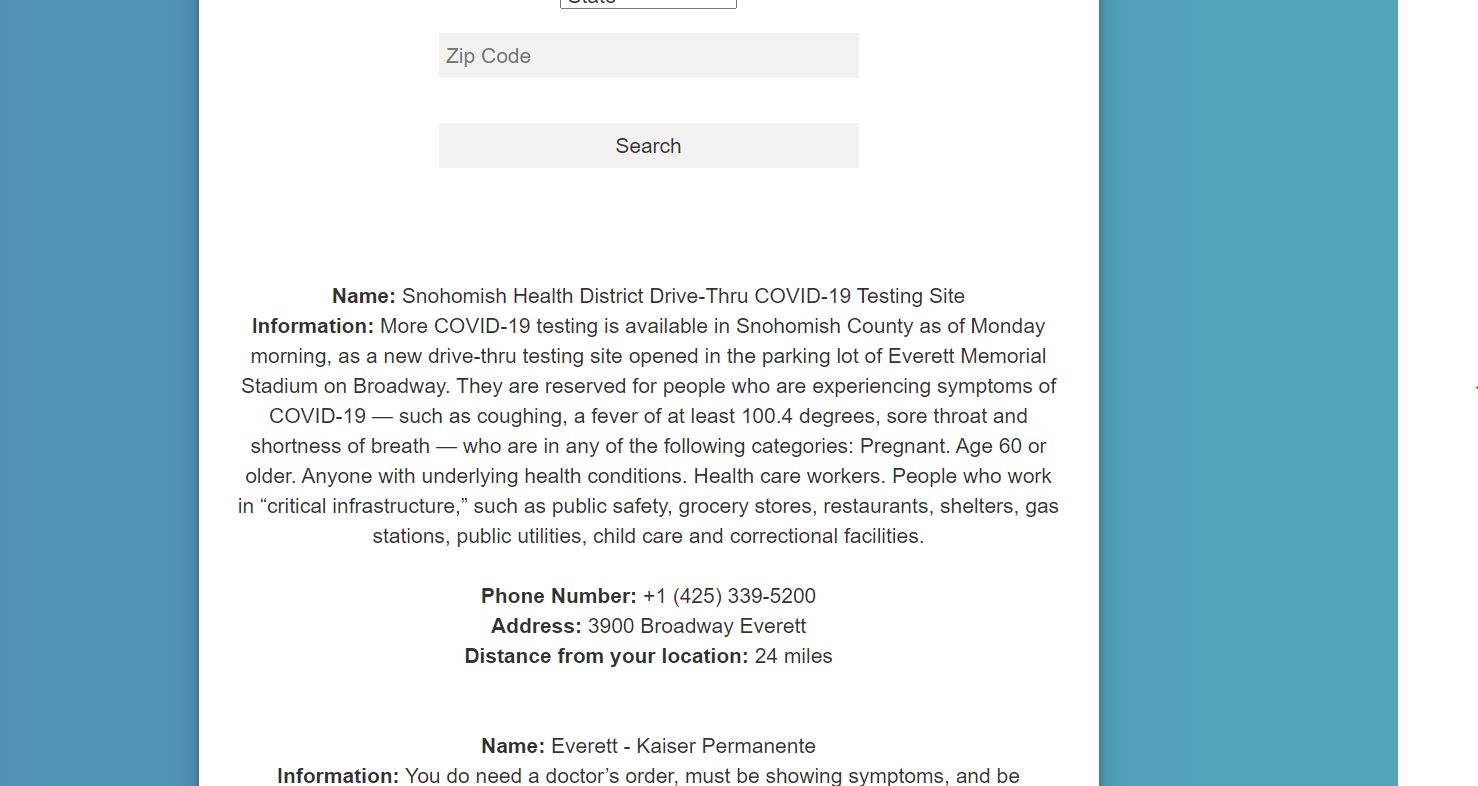 State
Zip Code
Search
Name: Snohomish Health District Drive-Thru COVID-19 Testing Site
Information: More COVID-19 testing is available in Snohomish County as of Monday
morning, as a new drive-thru testing site opened in the parking lot of Everett Memorial
Stadium on Broadway. They are reserved for people who are experiencing symptoms of
COVID-19 — such as coughing, a fever of at least 100.4 degrees, sore throat and
shortness of breath — who are in any of the following categories: Pregnant. Age 60 or
older. Anyone with underlying health conditions. Health care workers. People who work
in “critical infrastructure,” such as public safety, grocery stores, restaurants, shelters, gas
stations, public utilities, child care and correctional facilities.
Phone Number: +1 (425) 339-5200
Address: 3900 Broadway Everett
Distance from your location: 24 miles
Name: Everett - Kaiser Permanente
Information: You do need a doctor’s order, must be showing symptoms, and be